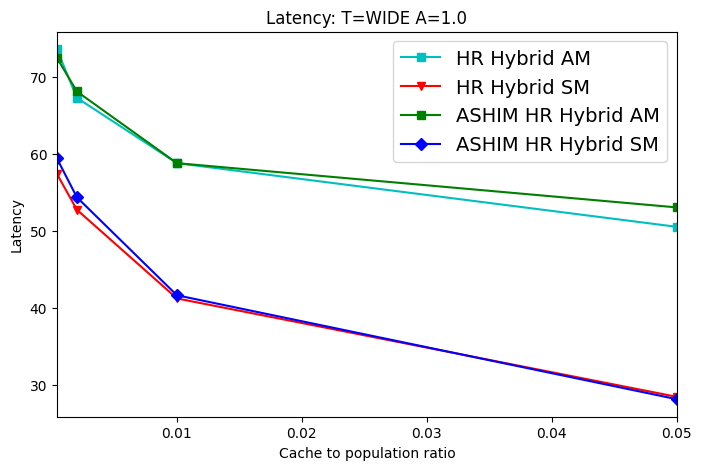 Latency: T=WIDE A=1.0
HR Hybrid AM
HR Hybrid SM
ASHIM HR Hybrid AM
ASHIM HR Hybrid SM
Latency
70
60
50
40
30
0.01
0.02
0.03
0.04
0.05
Cache to population ratio